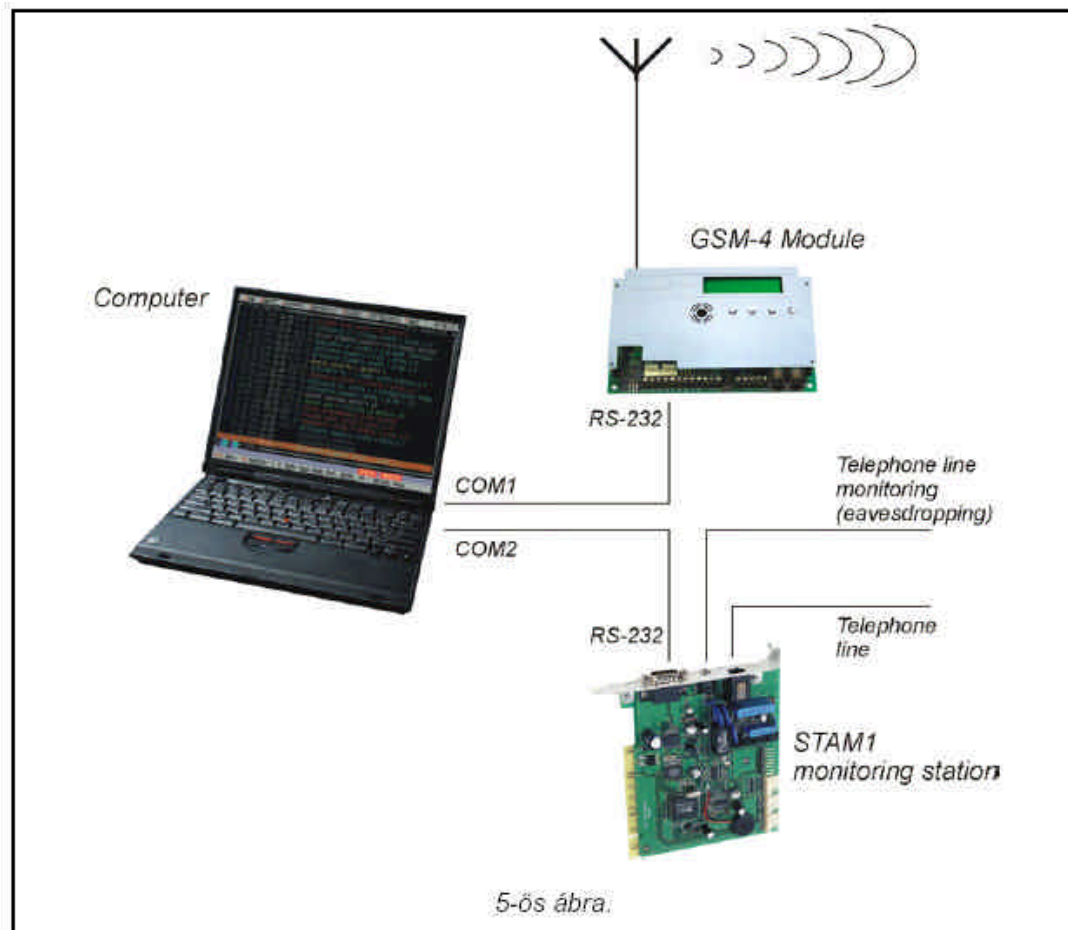 GSM-4 Module
Computer
RS-232
COM1
COM2
Telephone line
monitoring
(eavesdropping)
RS-232
Telephone
line
STAM1
monitoring station
5-ös ábra.